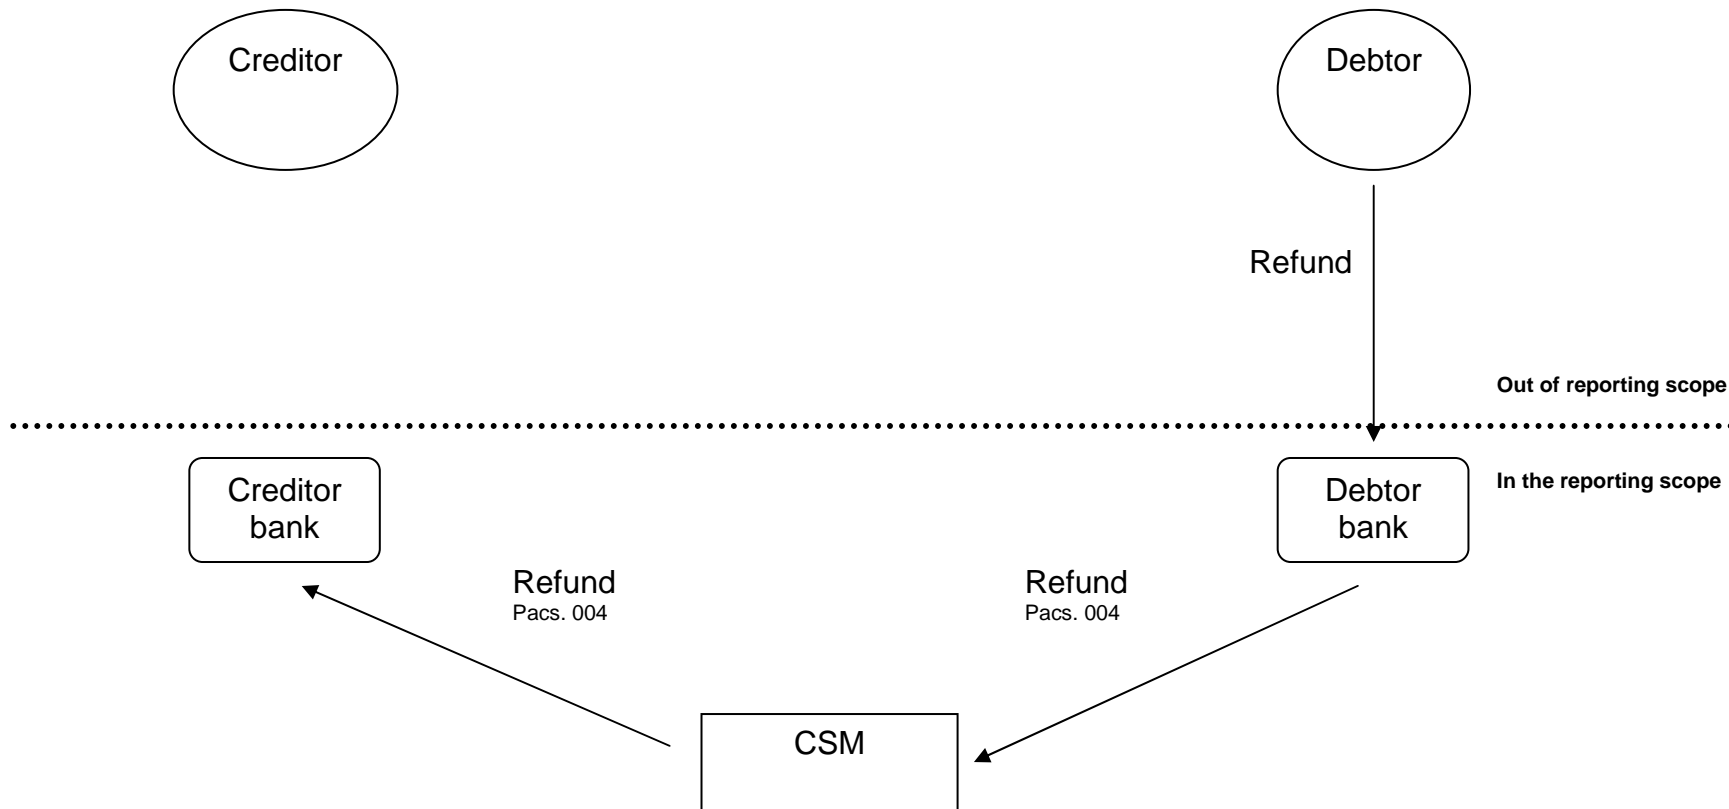 Creditor
Debtor
Refund
Out of reporting scope
In the reporting scope
Creditor
bank
Debtor
bank
Refund
Pacs. 004
Refund
Pacs. 004
CSM